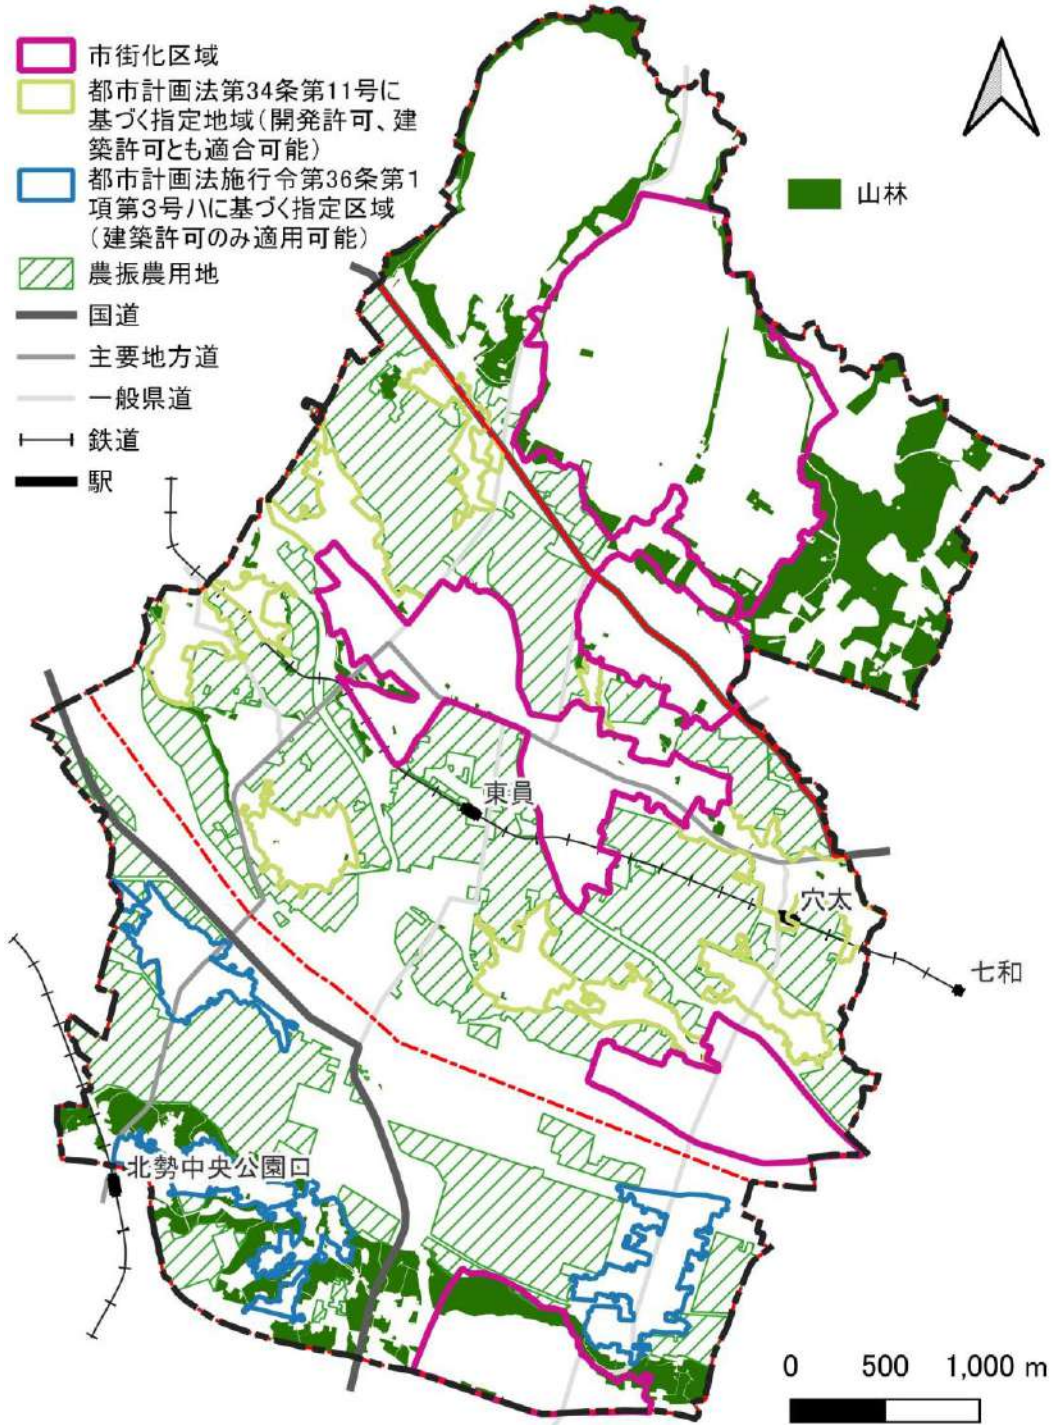 市街化区域
都市計画法第34条第11号に
基づく指定地域(開発許可、建
築許可とも適合可能)
都市計画法施行令第36条第1
項第3号ハに基づく指定区域
(建築許可のみ適用可能)
農振農用地
国道
主要地方道
一般県道
鉄道
駅
山林
東員
穴太
七和
北勢中央公園口
0 500 1,000 m